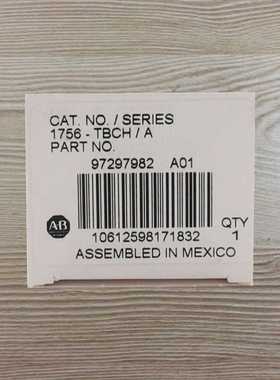 CAT. NO. / SERIES
1756 - TBCH / A
PART NO.
97297982 A01
AB
QTY
1
10612598171832
ASSEMBLED IN MEXICO